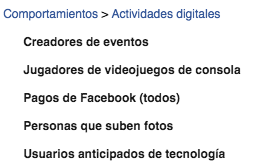 Comportamientos > Actividades digitales
Creadores de eventos
Jugadores de videojuegos de consola
Pagos de Facebook (todos)
Personas que suben fotos
Usuarios anticipados de tecnología